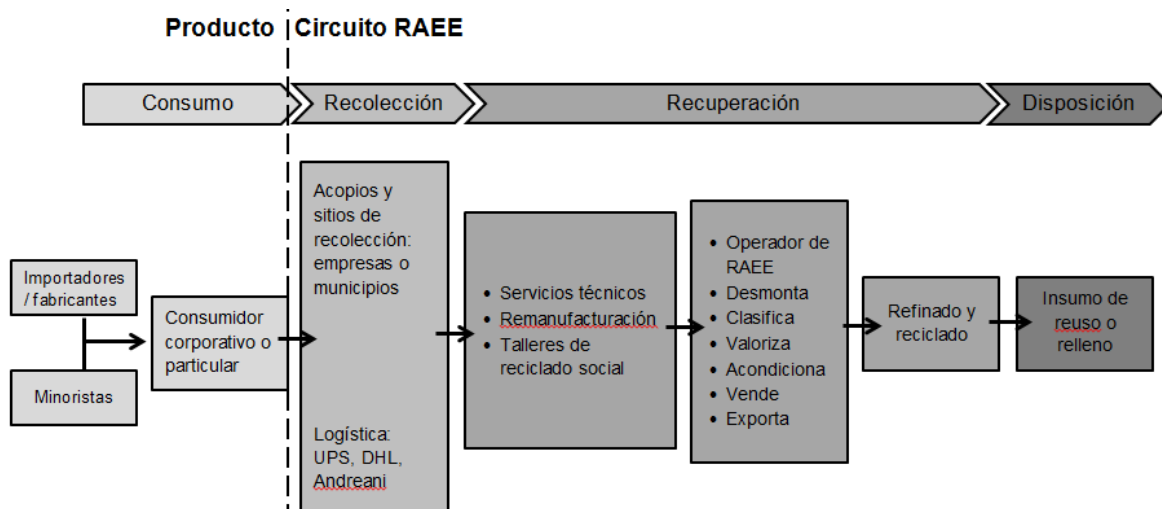 Producto
Circuito RAEE
Consumo
Recolección
Recuperación
Disposición
Importadores
/ fabricantes
Minoristas
Consumidor
corporativo o
particular
Acopios y
sitios de
recolección:
empresas o
municipios
Logística:
UPS, DHL,
Andreani
• Servicios técnicos
• Remanufacturación
• Talleres de
reciclado social
• Operador de
RAEE
• Desmonta
• Clasifica
• Valoriza
• Acondiciona
• Vende
• Exporta
Refinado y
reciclado
Insumo de
reuso o
relleno